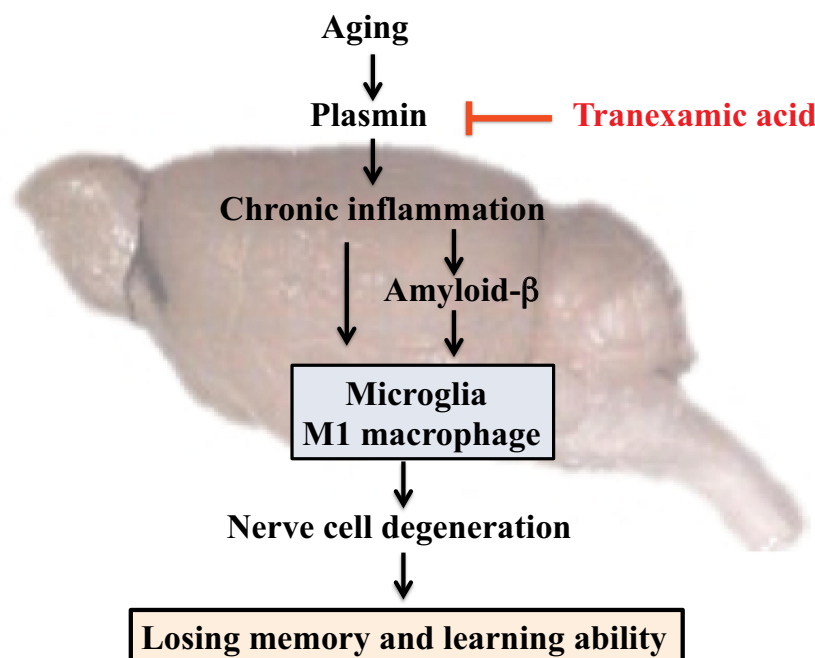 Aging
Plasmin
Tranexamic acid
Chronic inflammation
Amyloid-β
Microglia
M1 macrophage
Nerve cell degeneration
Losing memory and learning ability